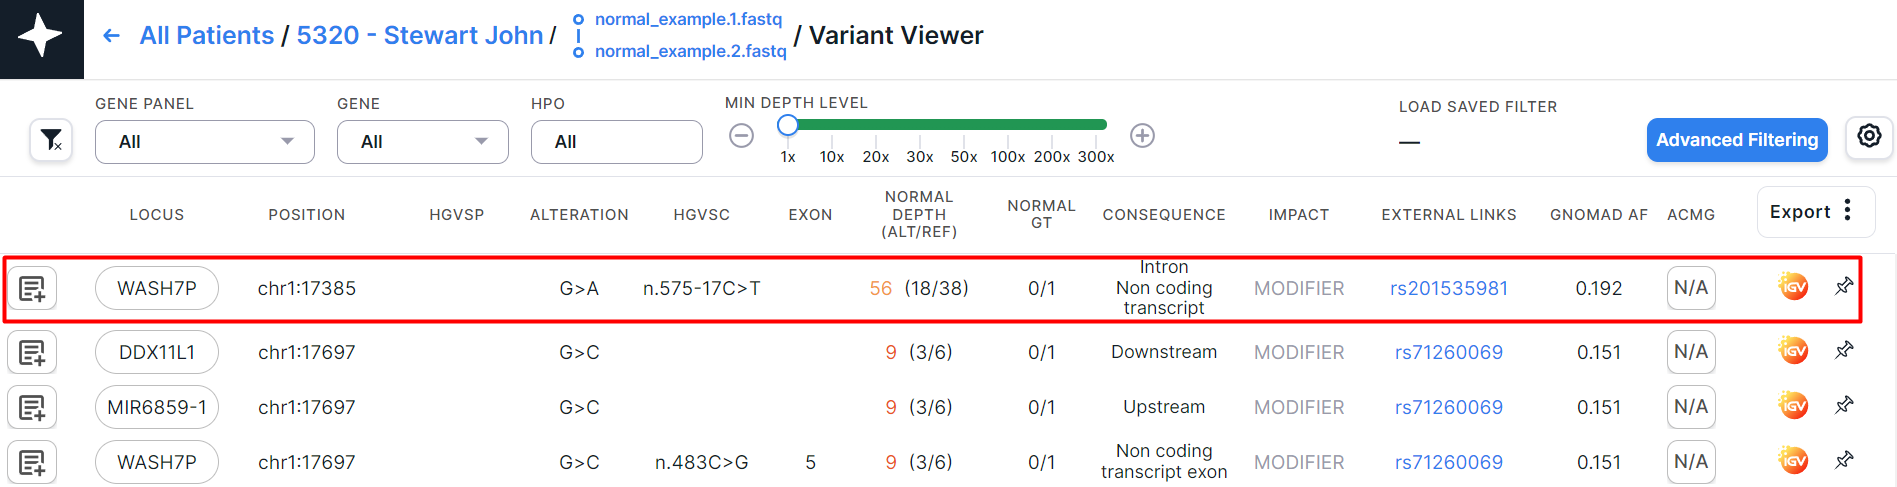 ← All Patients / 5320 - Stewart John / normal_example.1.fastq normal_example.2.fastq / Variant Viewer
GENE PANEL GENE HPO MIN DEPTH LEVEL LOAD SAVED FILTER
All All All — Advanced Filtering
1x 10x 20x 30x 50x 100x 200x 300x
LOCUS POSITION HGVSP ALTERATION HGVSC EXON NORMAL DEPTH (ALT/REF) NORMAL GT CONSEQUENCE IMPACT EXTERNAL LINKS GNOMAD AF ACMG Export
WASH7P chr1:17385 G>A n.575-17C>T 56 (18/38) 0/1 Intron Non coding transcript MODIFIER rs201535981 0.192 N/A IGV
DDX11L1 chr1:17697 G>C 9 (3/6) 0/1 Downstream MODIFIER rs71260069 0.151 N/A IGV
MIR6859-1 chr1:17697 G>C 9 (3/6) 0/1 Upstream MODIFIER rs71260069 0.151 N/A IGV
WASH7P chr1:17697 G>C n.483C>G 5 9 (3/6) 0/1 Non coding transcript exon MODIFIER rs71260069 0.151 N/A IGV